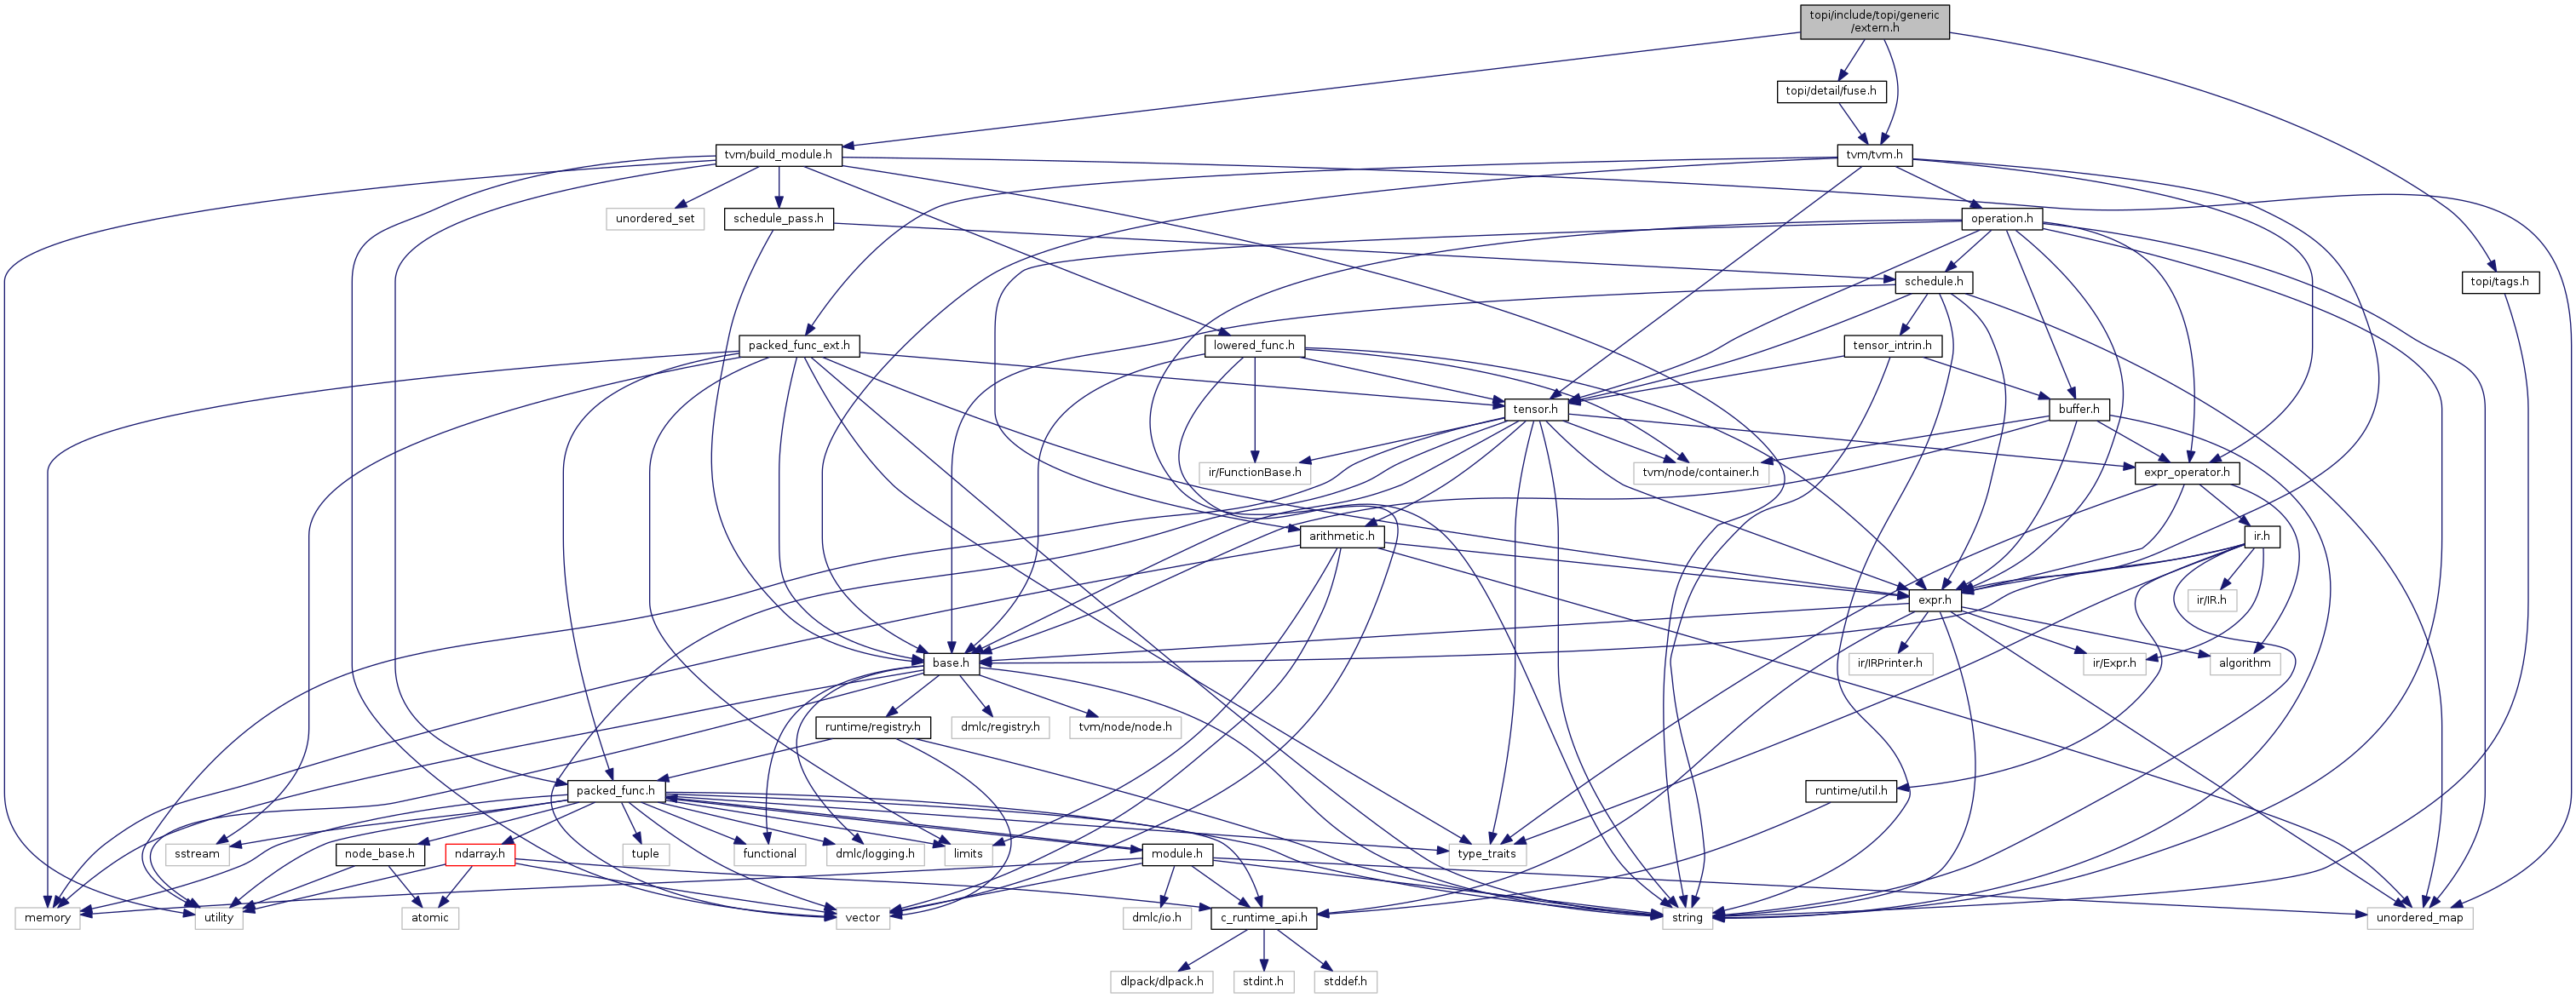 topi/include/topi/generic
/extern.h
topi/detail/fuse.h
tvm/build_module.h
tvm/tvm.h
unordered_set
schedule_pass.h
operation.h
schedule.h
topi/tags.h
packed_func_ext.h
lowered_func.h
tensor_intrin.h
tensor.h
buffer.h
ir/FunctionBase.h
tvm/node/container.h
expr_operator.h
arithmetic.h
ir.h
ir/IR.h
expr.h
base.h
ir/IRPrinter.h
ir/Expr.h
algorithm
runtime/registry.h
dmlc/registry.h
tvm/node/node.h
packed_func.h
runtime/util.h
sstream
node_base.h
ndarray.h
tuple
functional
dmlc/logging.h
limits
module.h
type_traits
memory
utility
atomic
vector
dmlc/io.h
c_runtime_api.h
string
unordered_map
dlpack/dlpack.h
stdint.h
stddef.h